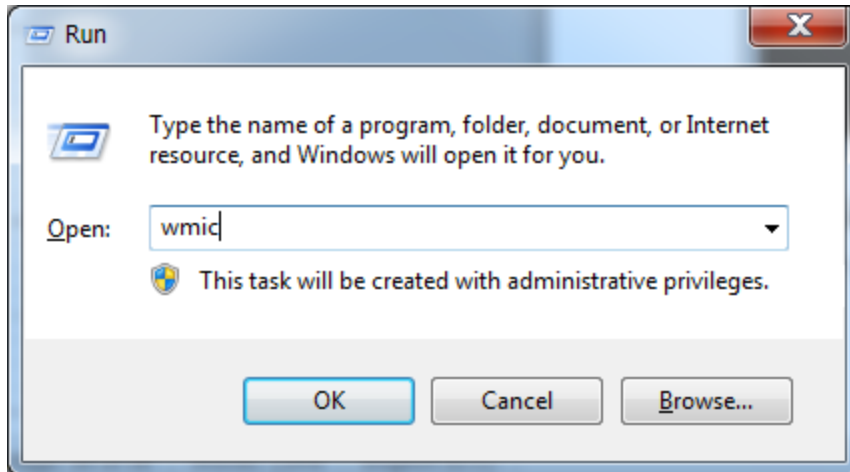 Run
Type the name of a program, folder, document, or Internet
resource, and Windows will open it for you.
Open: wmic
This task will be created with administrative privileges.
OK Cancel Browse...